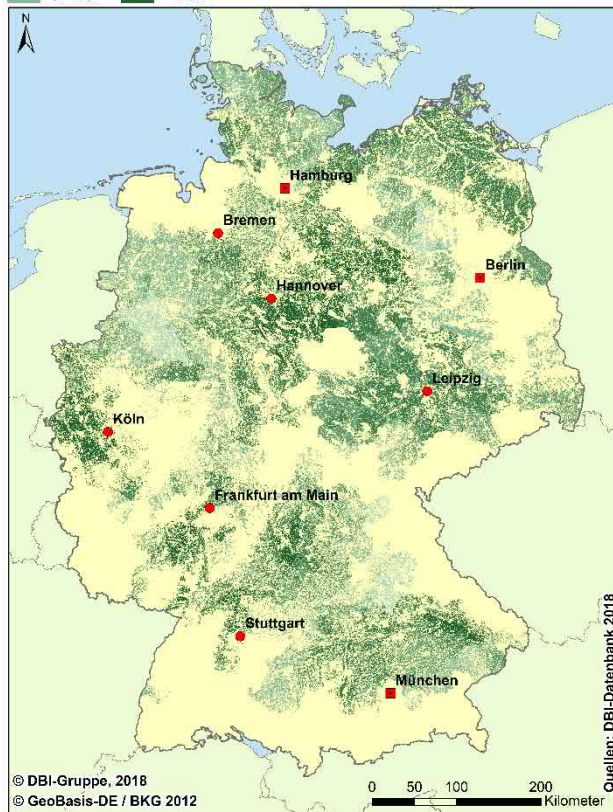 N
Hamburg
Bremen
Berlin
Hannover
Leipzig
Köln
Frankfurt am Main
Stuttgart
München
Quellen: DBI-Datenbank 2018
© DBI-Gruppe, 2018
© GeoBasis-DE / BKG 2012
0 50 100 200
Kilometer